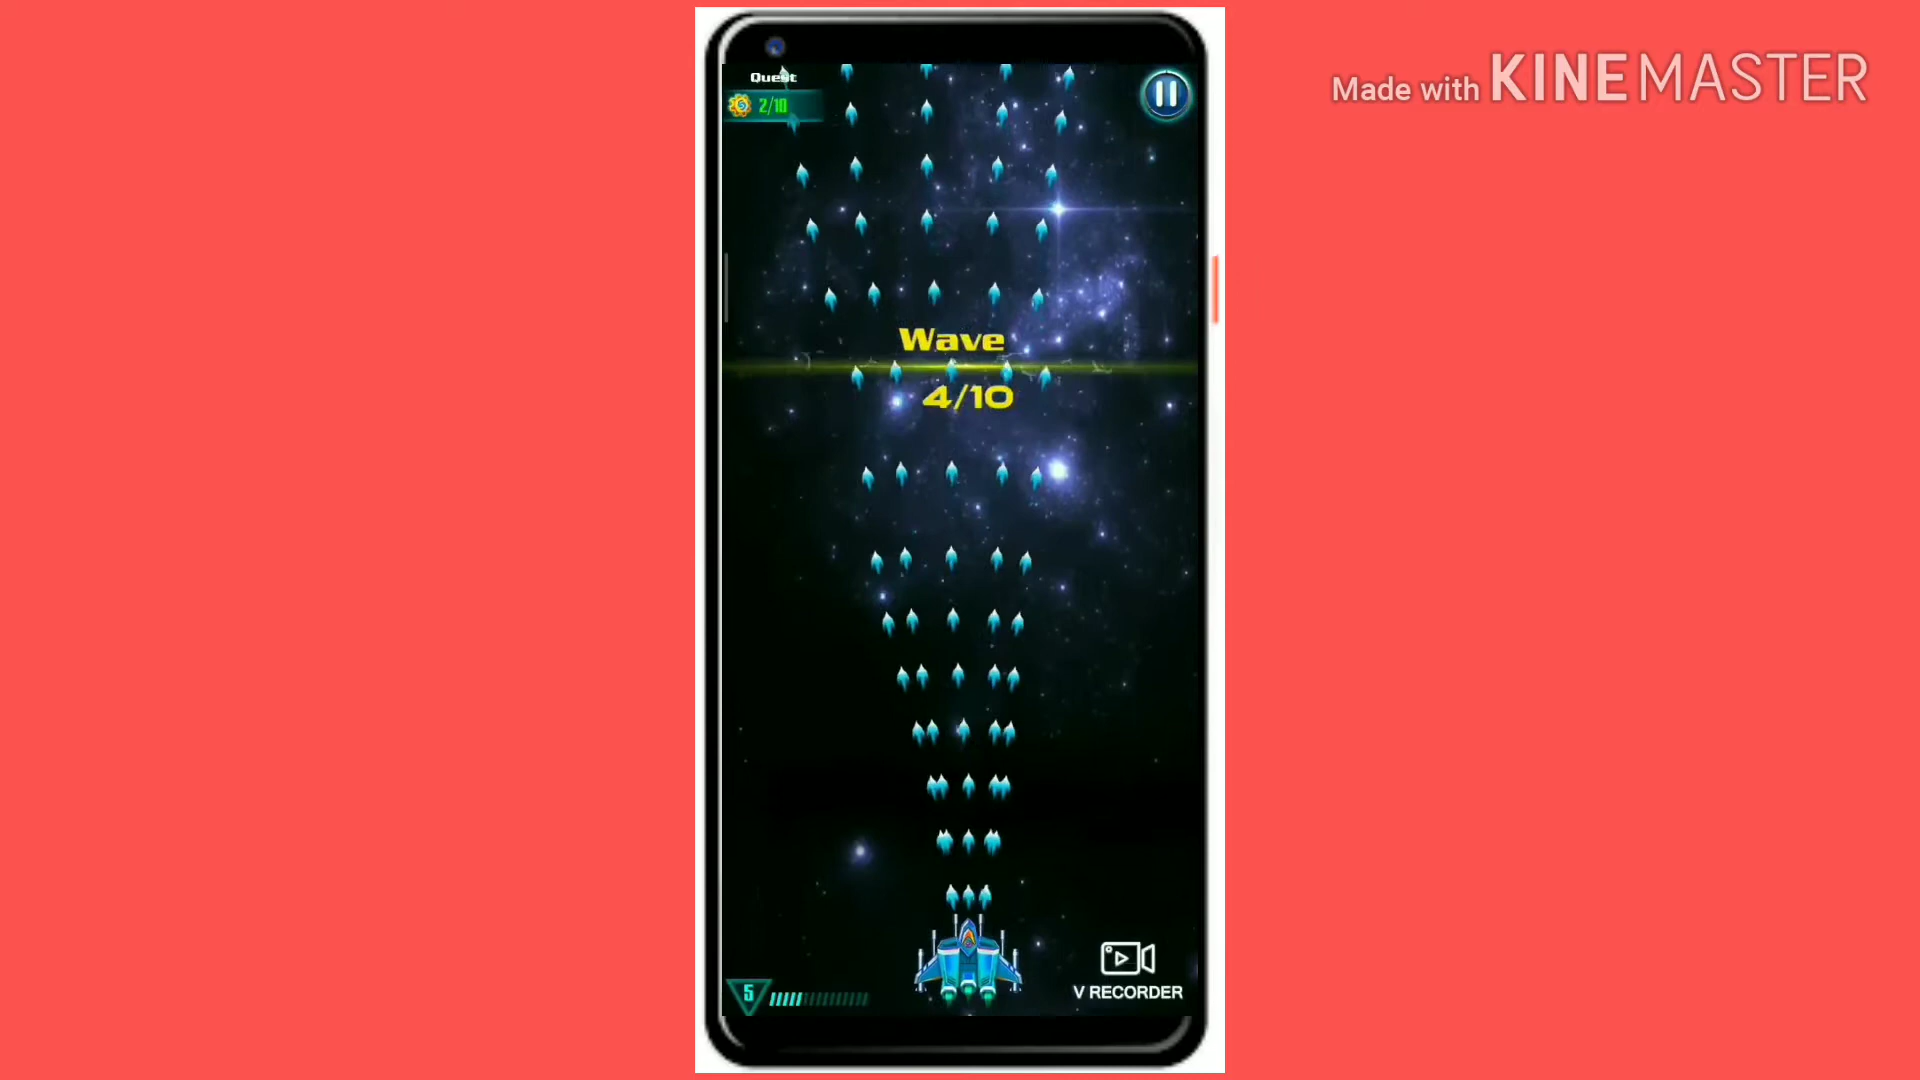 Quest
2/10
Made with KINEMASTER
Wave
4/10
5
V RECORDER